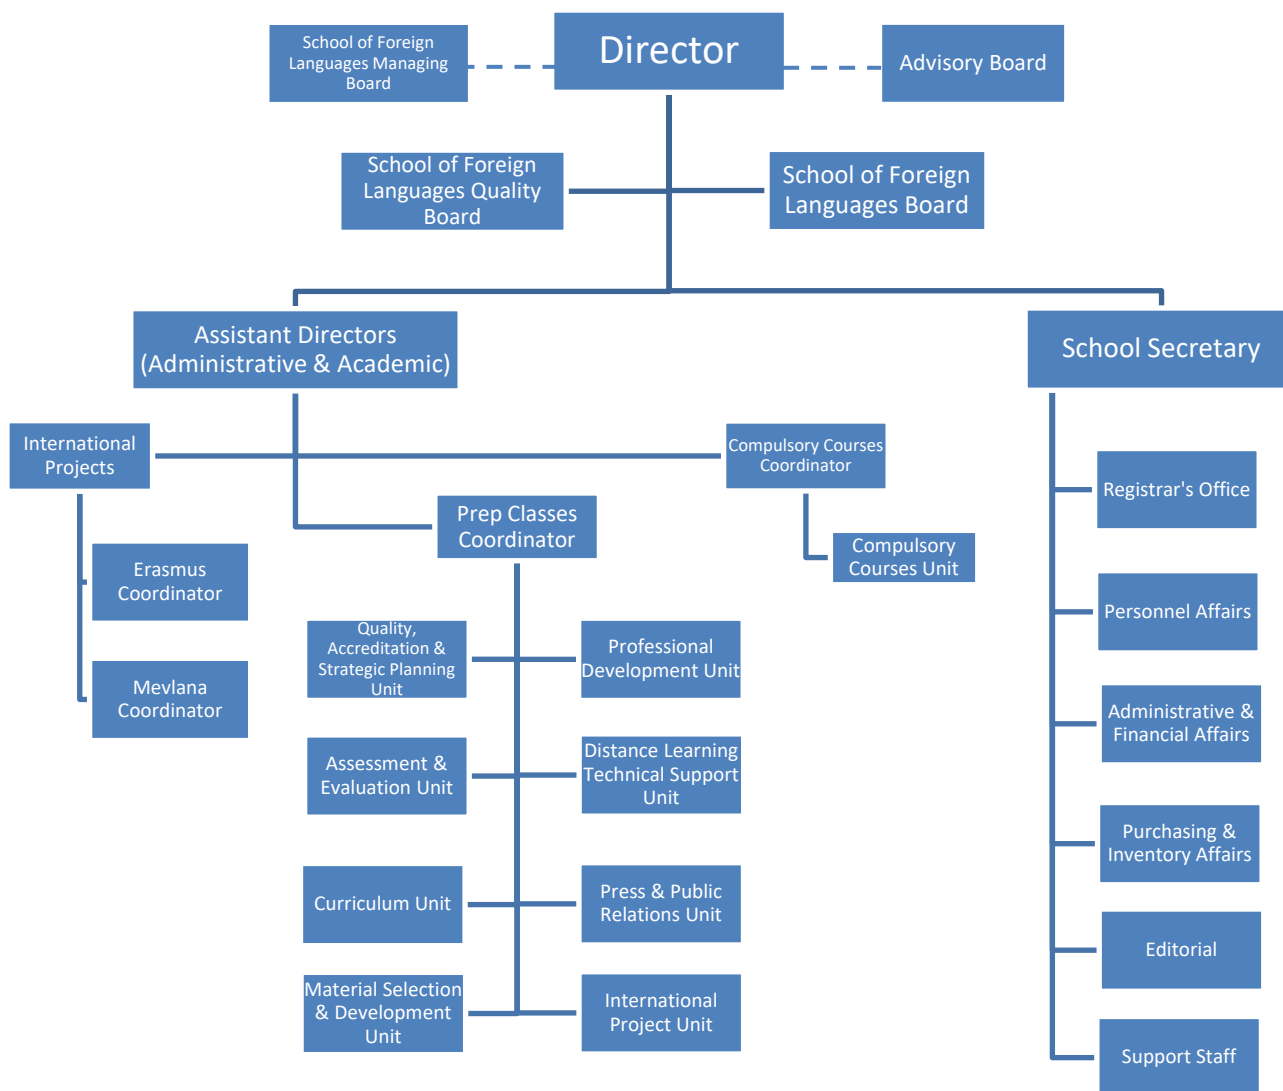 School of Foreign
Languages Managing
Board
Director
Advisory Board
School of Foreign
Languages Quality
Board
School of Foreign
Languages Board
Assistant Directors
(Administrative & Academic)
School Secretary
International
Projects
Compulsory Courses
Coordinator
Prep Classes
Coordinator
Compulsory
Courses Unit
Erasmus
Coordinator
Mevlana
Coordinator
Quality,
Accreditation &
Strategic Planning
Unit
Professional
Development Unit
Assessment &
Evaluation Unit
Distance Learning
Technical Support
Unit
Curriculum Unit
Press & Public
Relations Unit
Material Selection
& Development
Unit
International
Project Unit
Registrar's Office
Personnel Affairs
Administrative &
Financial Affairs
Purchasing &
Inventory Affairs
Editorial
Support Staff